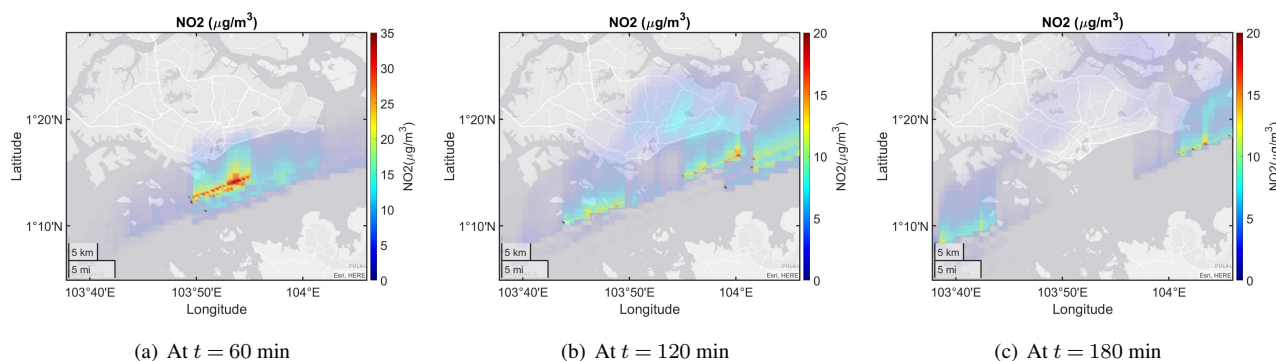 NO2 (μg/m³)
Latitude
1°20'N
1°10'N
5 km
5 mi
Esri, HERE
103°40'E
103°50'E
104°E
Longitude
35
30
25
20
15
10
5
0
NO2(μg/m³)
(a) At t = 60 min
NO2 (μg/m³)
Latitude
1°20'N
1°10'N
5 km
5 mi
Esri, HERE
103°40'E
103°50'E
104°E
Longitude
20
15
10
5
0
NO2(μg/m³)
(b) At t = 120 min
NO2 (μg/m³)
Latitude
1°20'N
1°10'N
5 km
5 mi
Esri, HERE
103°40'E
103°50'E
104°E
Longitude
20
15
10
5
0
NO2(μg/m³)
(c) At t = 180 min